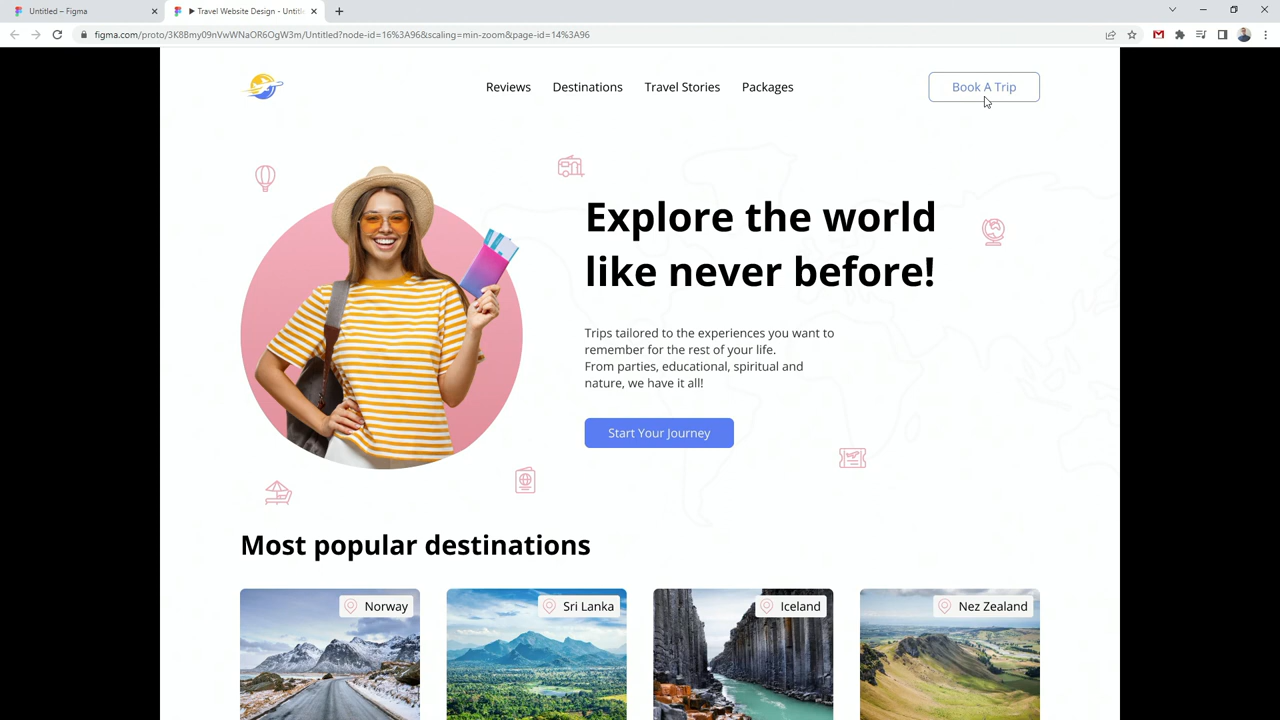 Untitled – Figma
Travel Website Design - Untitle
figma.com/proto/3K8Bmy09nVwWNaOR6OgW3m/Untitled?node-id=16%3A96&scaling=min-zoom&page-id=14%3A96
Reviews Destinations Travel Stories Packages
Book A Trip
Explore the world
like never before!
Trips tailored to the experiences you want to
remember for the rest of your life.
From parties, educational, spiritual and
nature, we have it all!
Start Your Journey
Most popular destinations
Norway
Sri Lanka
Iceland
Nez Zealand